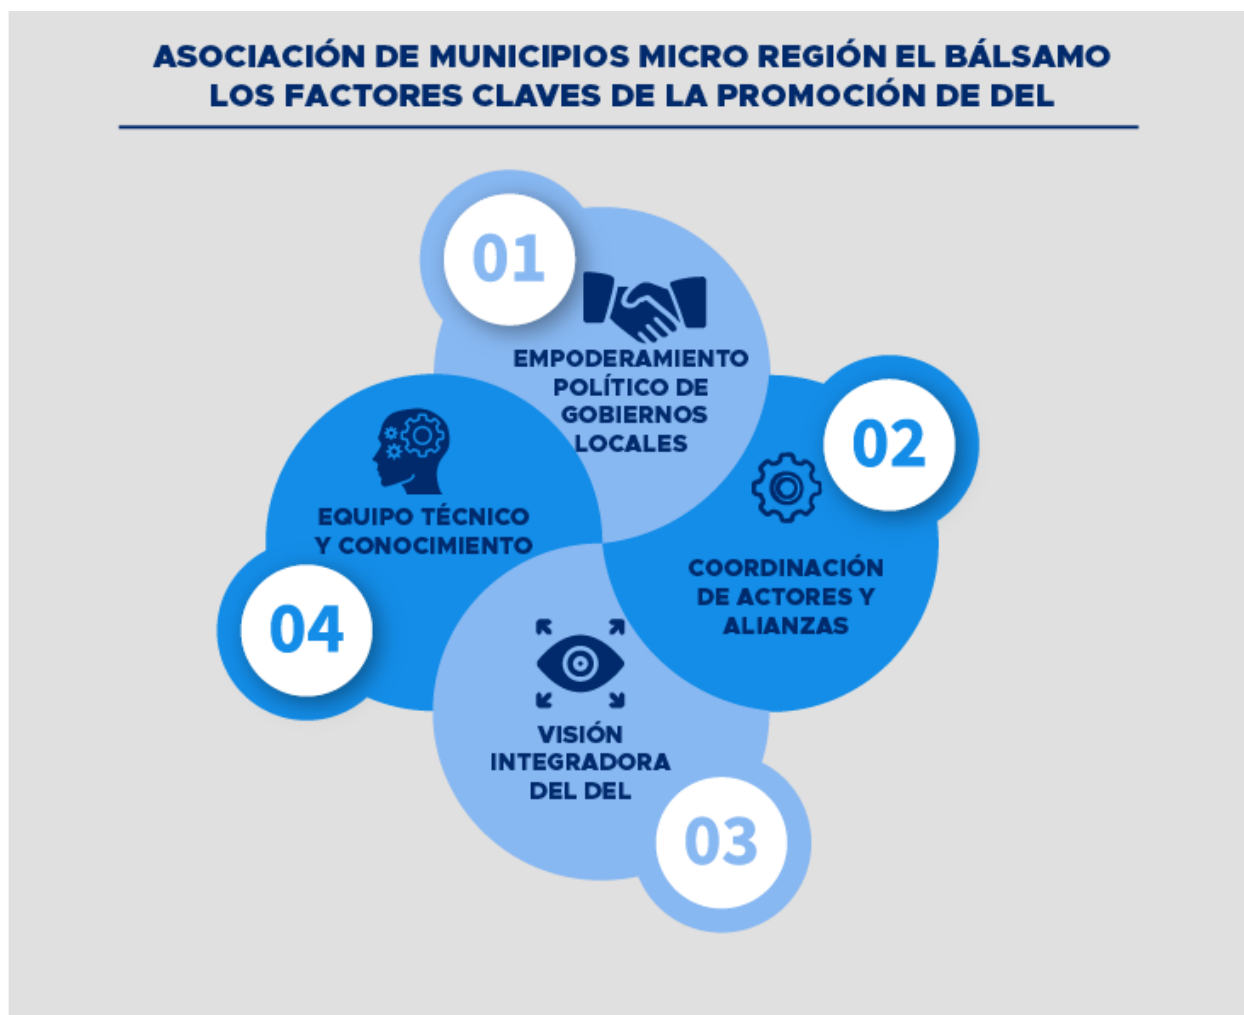 ASOCIACIÓN DE MUNICIPIOS MICRO REGIÓN EL BÁLSAMO
LOS FACTORES CLAVES DE LA PROMOCIÓN DE DEL
01
EMPODERAMIENTO
POLÍTICO DE
GOBIERNOS
LOCALES
02
COORDINACIÓN
DE ACTORES Y
ALIANZAS
03
VISIÓN
INTEGRADORA
DEL DEL
04
EQUIPO TÉCNICO
Y CONOCIMIENTO